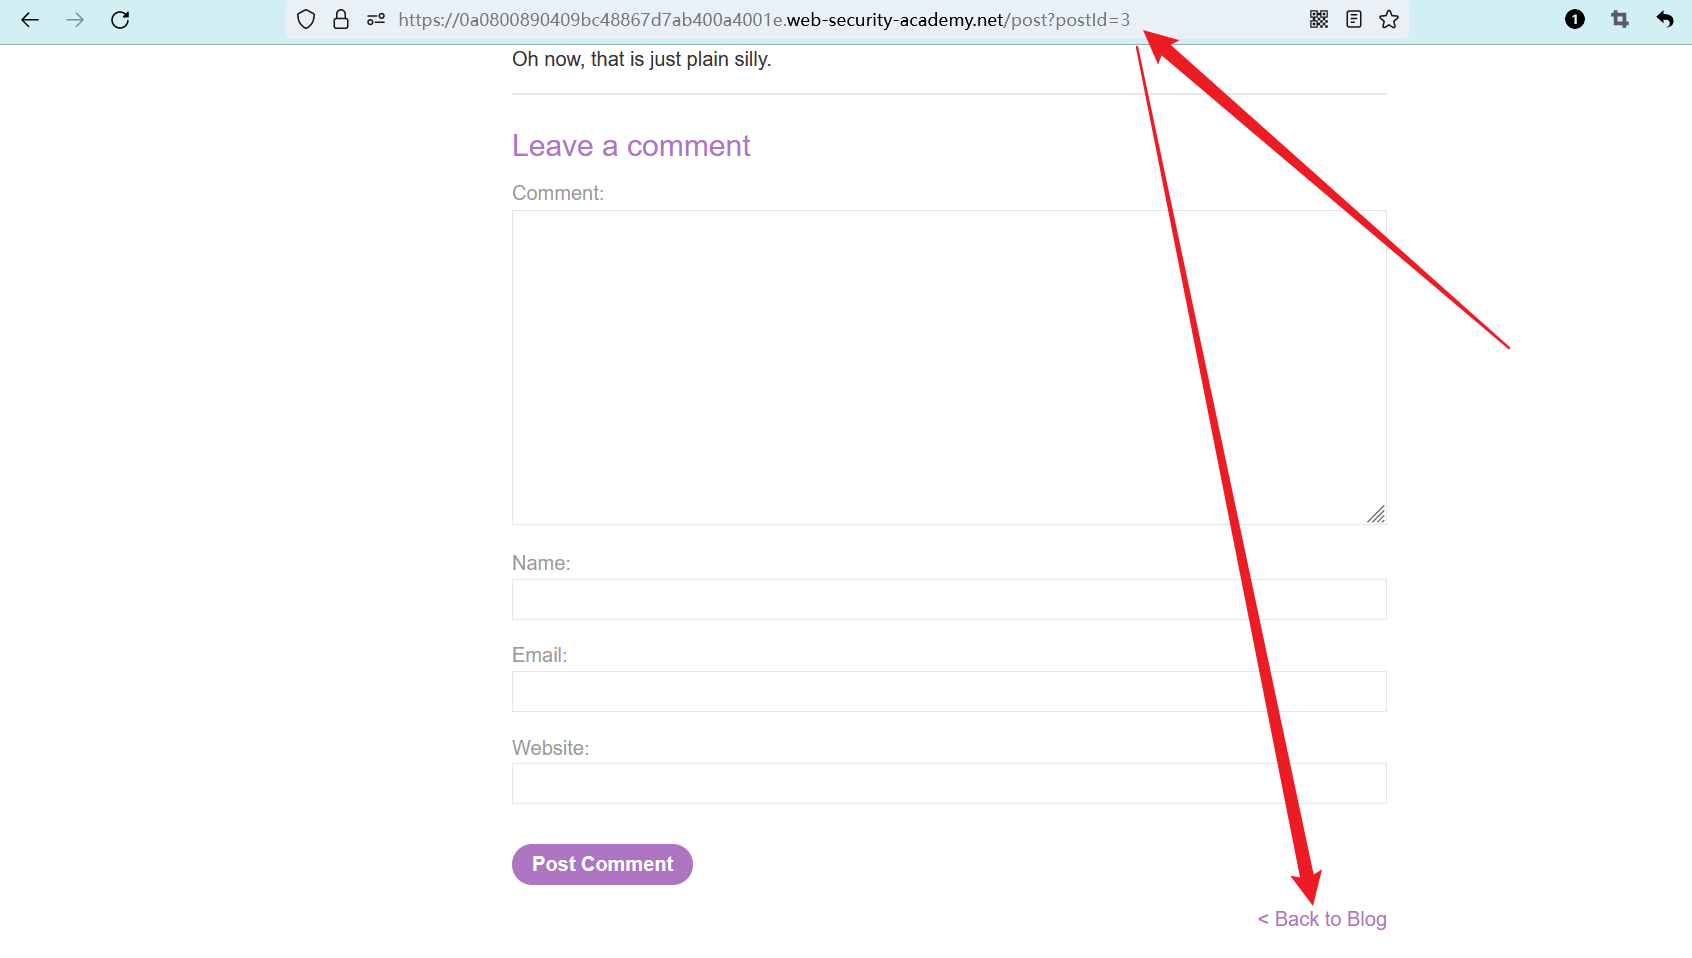 https://0a0800890409bc48867d7ab400a4001e.web-security-academy.net/post?postId=3
1
Oh now, that is just plain silly.
Leave a comment
Comment:
Name:
Email:
Website:
Post Comment
< Back to Blog